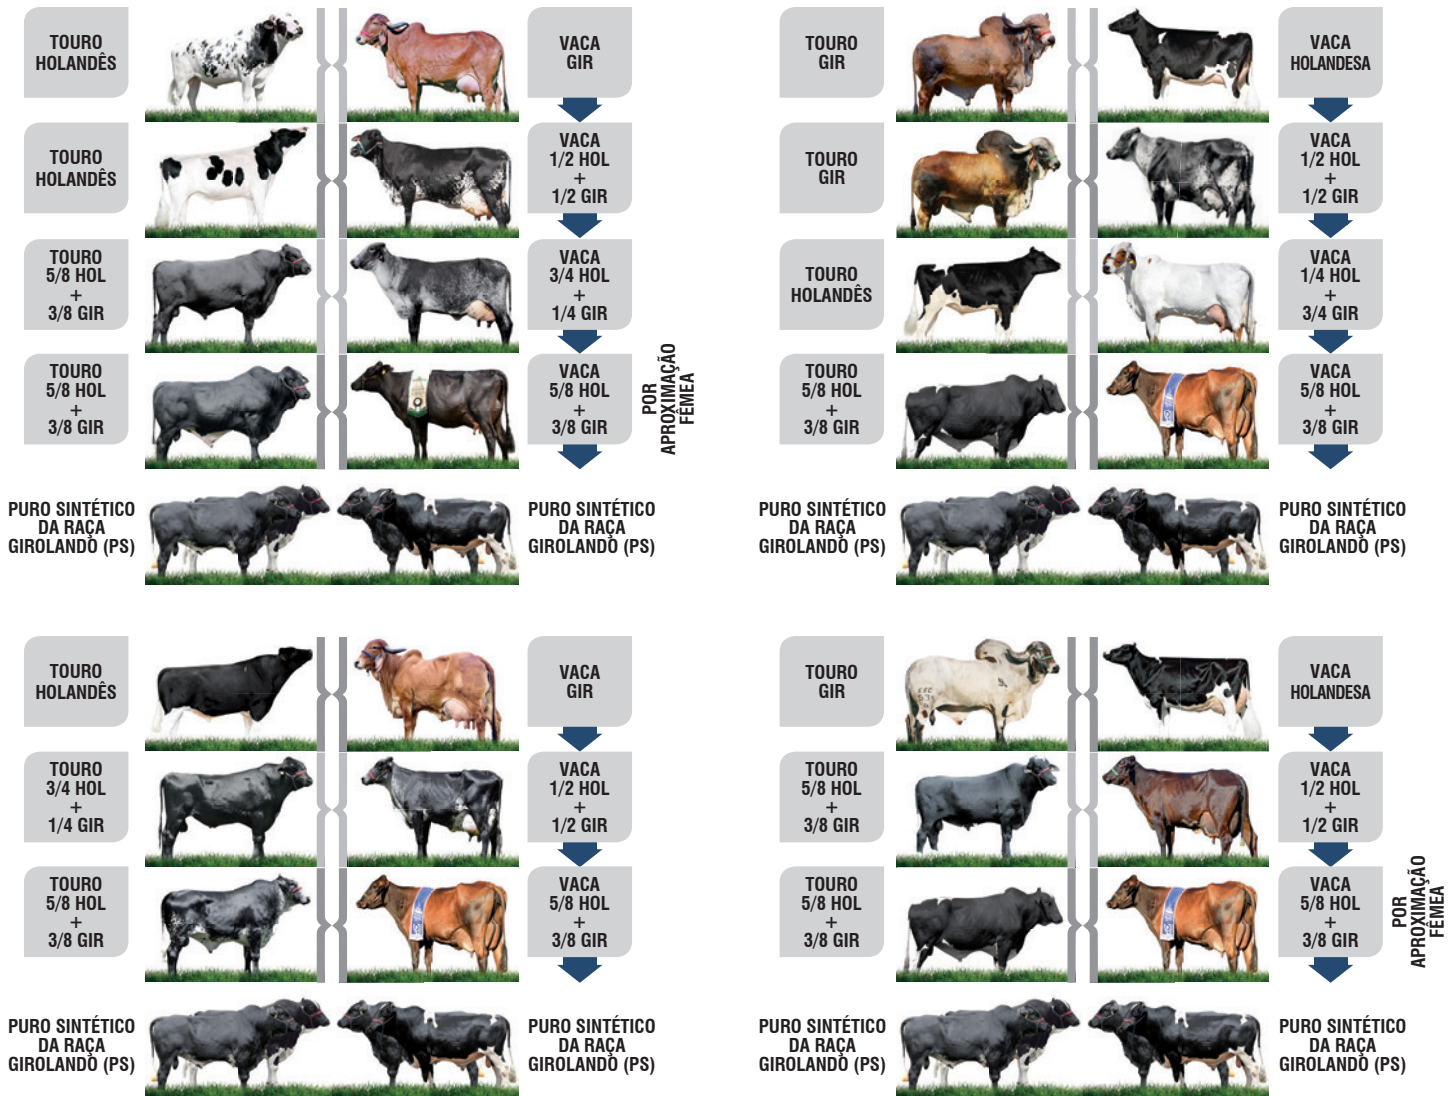 TOURO
HOLANDÊS
VACA
GIR
TOURO
HOLANDÊS
VACA
1/2 HOL
+
1/2 GIR
TOURO
5/8 HOL
+
3/8 GIR
VACA
3/4 HOL
+
1/4 GIR
TOURO
5/8 HOL
+
3/8 GIR
VACA
5/8 HOL
+
3/8 GIR
POR
APROXIMAÇÃO
FÊMEA
PURO SINTÉTICO
DA RAÇA
GIROLANDO (PS)
PURO SINTÉTICO
DA RAÇA
GIROLANDO (PS)
TOURO
GIR
VACA
HOLANDESA
TOURO
GIR
VACA
1/2 HOL
+
1/2 GIR
TOURO
HOLANDÊS
VACA
1/4 HOL
+
3/4 GIR
TOURO
5/8 HOL
+
3/8 GIR
VACA
5/8 HOL
+
3/8 GIR
PURO SINTÉTICO
DA RAÇA
GIROLANDO (PS)
PURO SINTÉTICO
DA RAÇA
GIROLANDO (PS)
TOURO
HOLANDÊS
VACA
GIR
TOURO
3/4 HOL
+
1/4 GIR
VACA
1/2 HOL
+
1/2 GIR
TOURO
5/8 HOL
+
3/8 GIR
VACA
5/8 HOL
+
3/8 GIR
PURO SINTÉTICO
DA RAÇA
GIROLANDO (PS)
PURO SINTÉTICO
DA RAÇA
GIROLANDO (PS)
TOURO
GIR
VACA
HOLANDESA
TOURO
5/8 HOL
+
3/8 GIR
VACA
1/2 HOL
+
1/2 GIR
TOURO
5/8 HOL
+
3/8 GIR
VACA
5/8 HOL
+
3/8 GIR
POR
APROXIMAÇÃO
FÊMEA
PURO SINTÉTICO
DA RAÇA
GIROLANDO (PS)
PURO SINTÉTICO
DA RAÇA
GIROLANDO (PS)